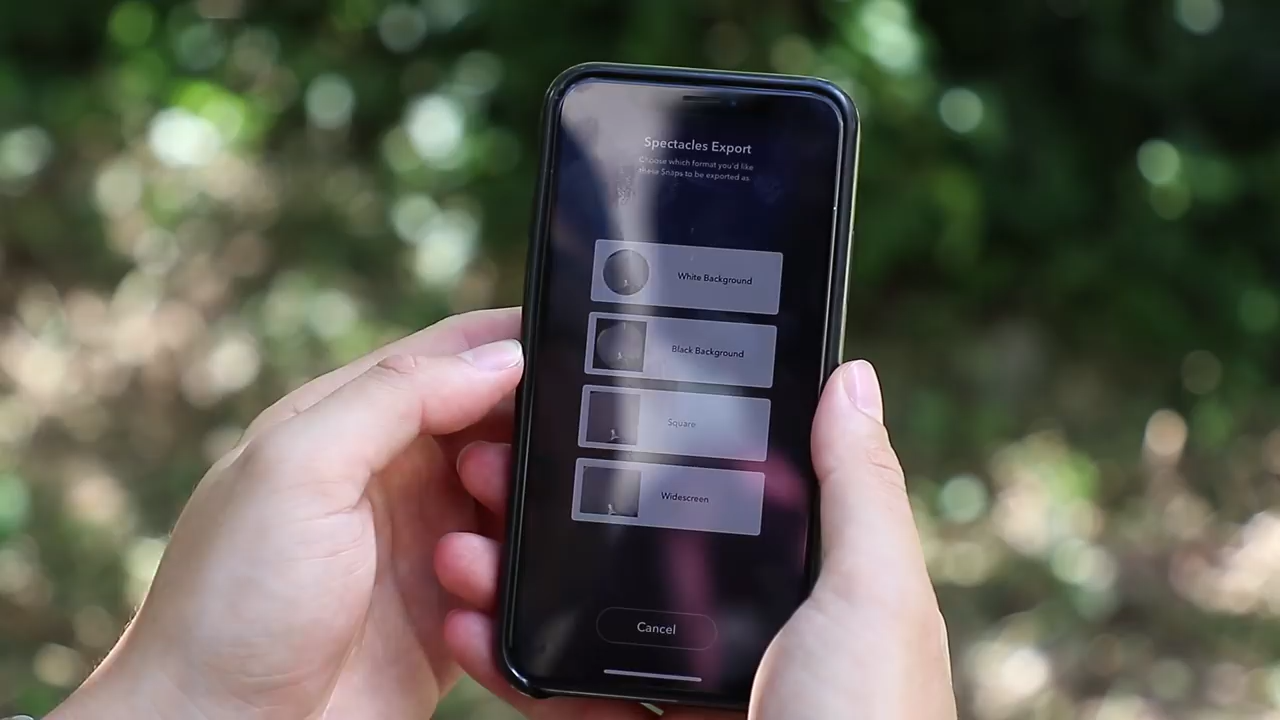 Spectacles Export
Choose which format you'd like
these Snaps to be exported as
White Background
Black Background
Square
Widescreen
Cancel